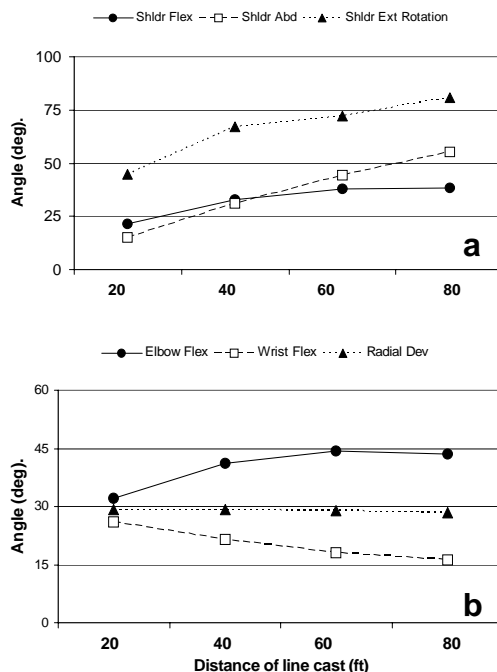 Shldr Flex Shldr Abd Shldr Ext Rotation
100
75
50
25
0
Angle (deg).
a
20 40 60 80
Elbow Flex Wrist Flex Radial Dev
60
45
30
15
0.
Angle (deg).
b
20 40 60 80
Distance of line cast (ft)